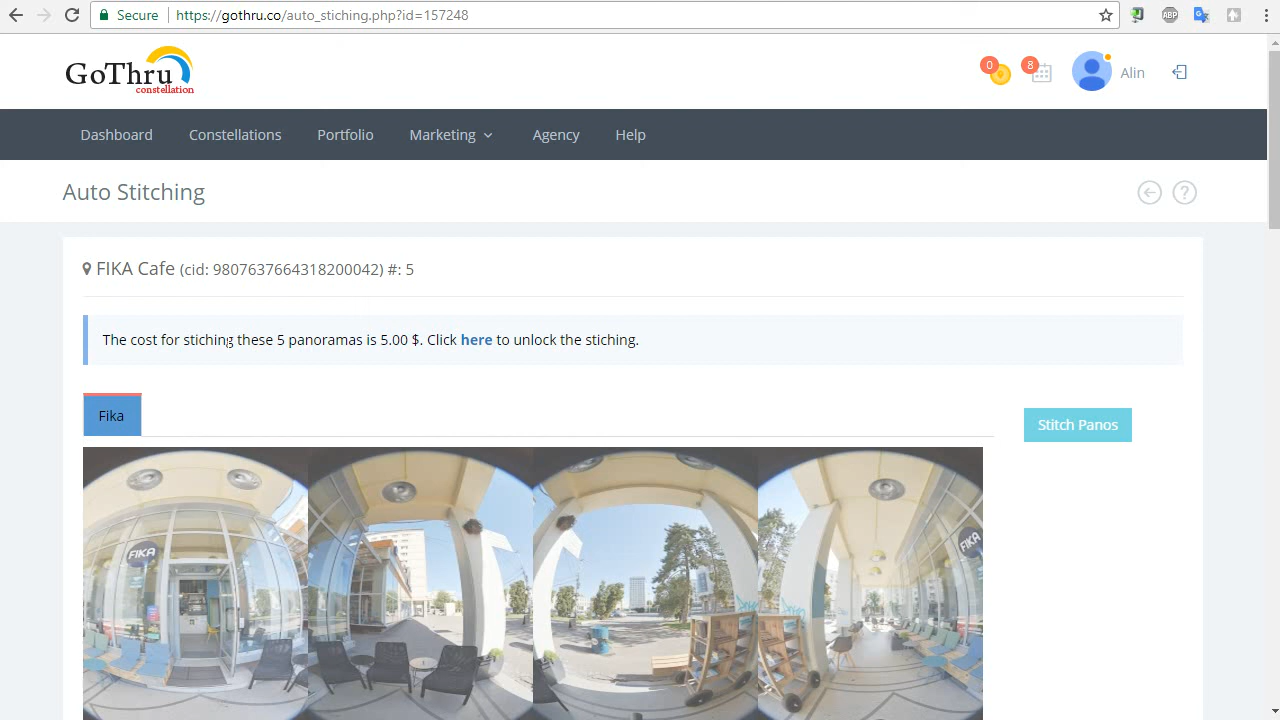 Secure https://gothru.co/auto_stiching.php?id=157248
ABP
GoThru
constellation
0
8
Alin
Dashboard Constellations Portfolio Marketing Agency Help
Auto Stitching
?
FIKA Cafe (cid: 9807637664318200042) #: 5
The cost for stiching these 5 panoramas is 5.00 $. Click here to unlock the stiching.
Fika
Stitch Panos
FIKA
FIKA